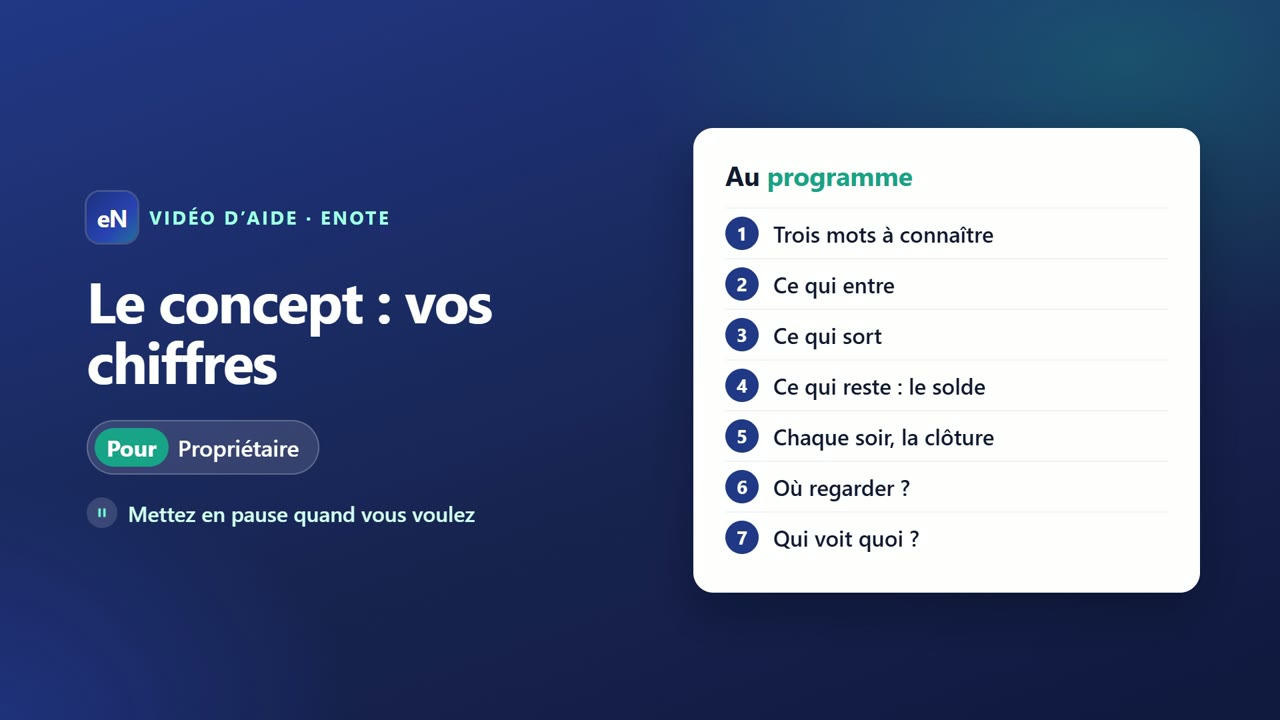 eN
VIDÉO D’AIDE · ENOTE
Le concept : vos
chiffres
Pour Propriétaire
Mettez en pause quand vous voulez
Au programme
1 Trois mots à connaître
2 Ce qui entre
3 Ce qui sort
4 Ce qui reste : le solde
5 Chaque soir, la clôture
6 Où regarder ?
7 Qui voit quoi ?